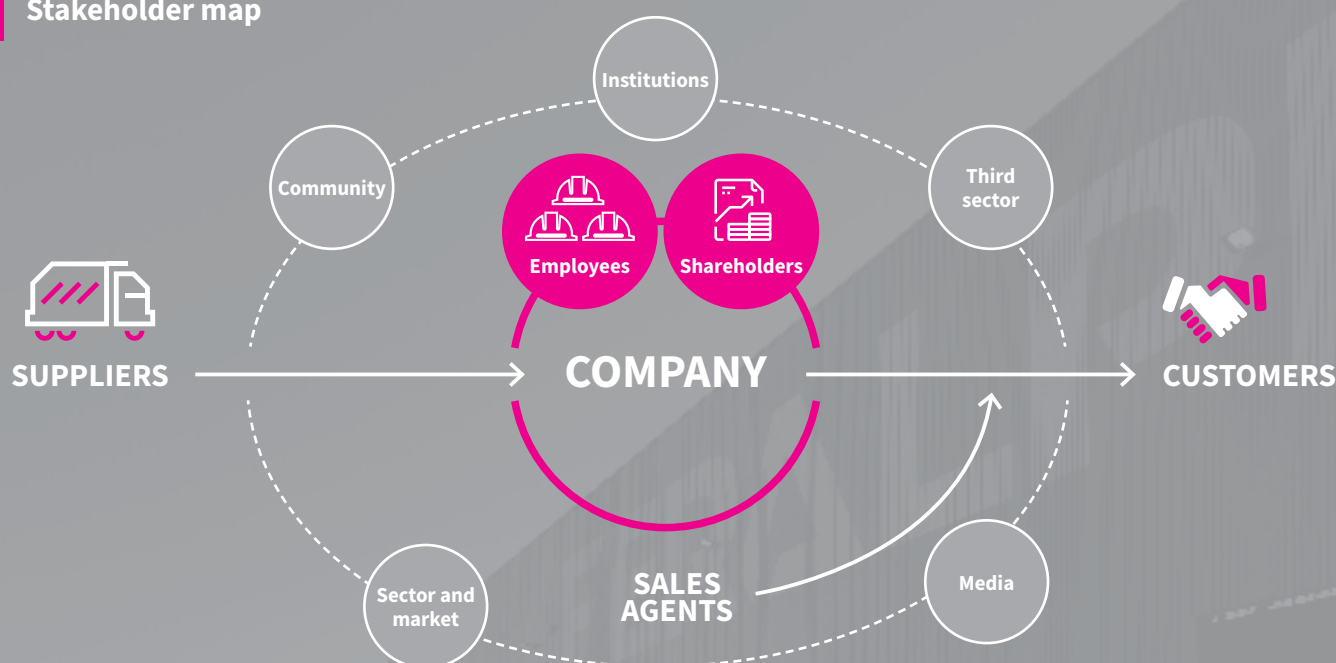 Stakeholder map
Institutions
Community
Third
sector
Employees
Shareholders
SUPPLIERS
COMPANY
CUSTOMERS
SALES
AGENTS
Media
Sector and
market